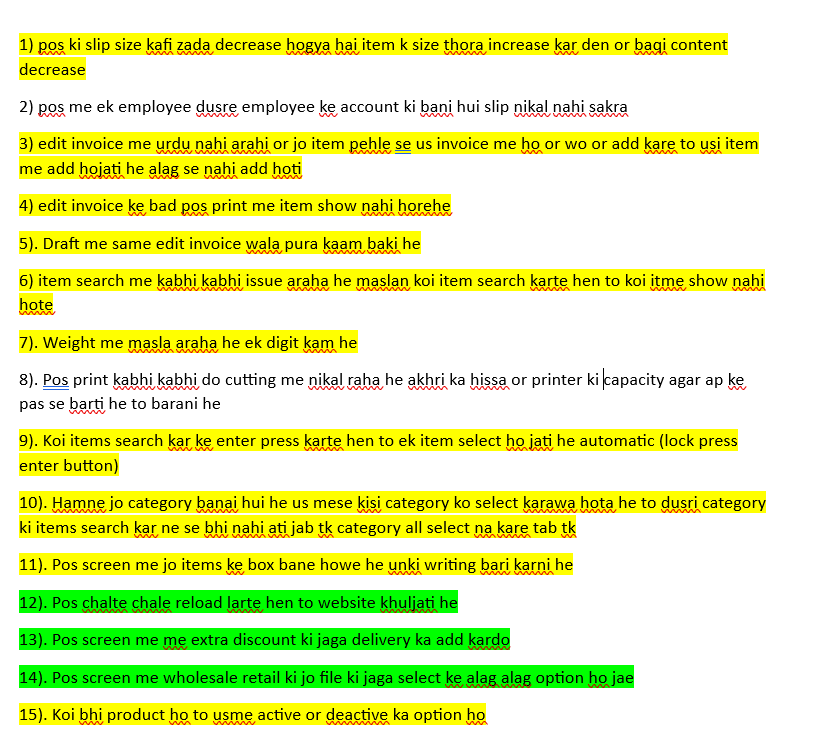 1) pos ki slip size kafi zada decrease hogya hai item k size thora increase kar den or baqi content
decrease
2) pos me ek employee dusre employee ke account ki bani hui slip nikal nahi sakra
3) edit invoice me urdu nahi arahi or jo item pehle se us invoice me ho or wo or add kare to usi item
me add hojati he alag se nahi add hoti
4) edit invoice ke bad pos print me item show nahi horehe
5). Draft me same edit invoice wala pura kaam baki he
6) item search me kabhi kabhi issue araha he maslan koi item search karte hen to koi itme show nahi
hote
7). Weight me masla araha he ek digit kam he
8). Pos print kabhi kabhi do cutting me nikal raha he akhri ka hissa or printer ki capacity agar ap ke
pas se barti he to barani he
9). Koi items search kar ke enter press karte hen to ek item select ho jati he automatic (lock press
enter button)
10). Hamne jo category banai hui he us mese kisi category ko select karawa hota he to dusri category
ki items search kar ne se bhi nahi ati jab tk category all select na kare tab tk
11). Pos screen me jo items ke box bane howe he unki writing bari karni he
12). Pos chalte chale reload larte hen to website khuljati he
13). Pos screen me me extra discount ki jaga delivery ka add kardo
14). Pos screen me wholesale retail ki jo file ki jaga select ke alag alag option ho jae
15). Koi bhi product ho to usme active or deactive ka option ho